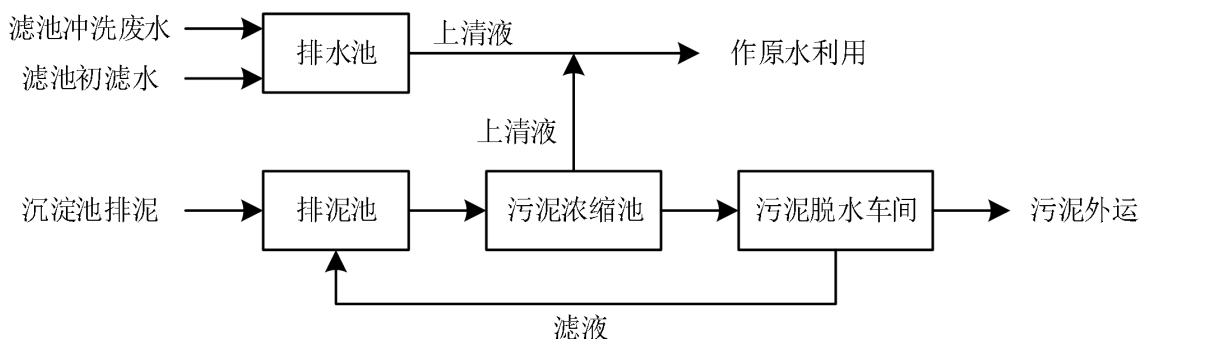 滤池冲洗废水
滤池初滤水
排水池
上清液
作原水利用
上清液
沉淀池排泥
排泥池
污泥浓缩池
污泥脱水车间
污泥外运
滤液